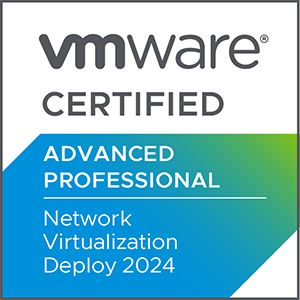 vmware®
CERTIFIED
ADVANCED
PROFESSIONAL
Network
Virtualization
Deploy 2024